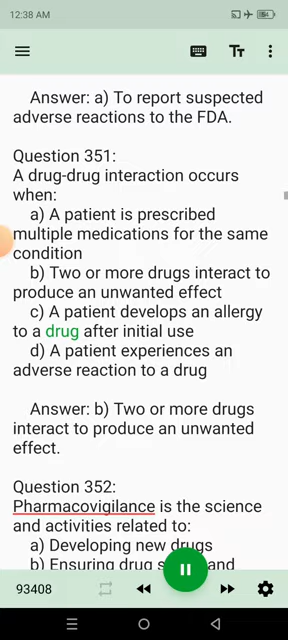 12:38 AM
Answer: a) To report suspected
adverse reactions to the FDA.
Question 351:
A drug-drug interaction occurs
when:
a) A patient is prescribed
multiple medications for the same
condition
b) Two or more drugs interact to
produce an unwanted effect
c) A patient develops an allergy
to a drug after initial use
d) A patient experiences an
adverse reaction to a drug
Answer: b) Two or more drugs
interact to produce an unwanted
effect.
Question 352:
Pharmacovigilance is the science
and activities related to:
a) Developing new drugs
b) Ensuring drug and
93408